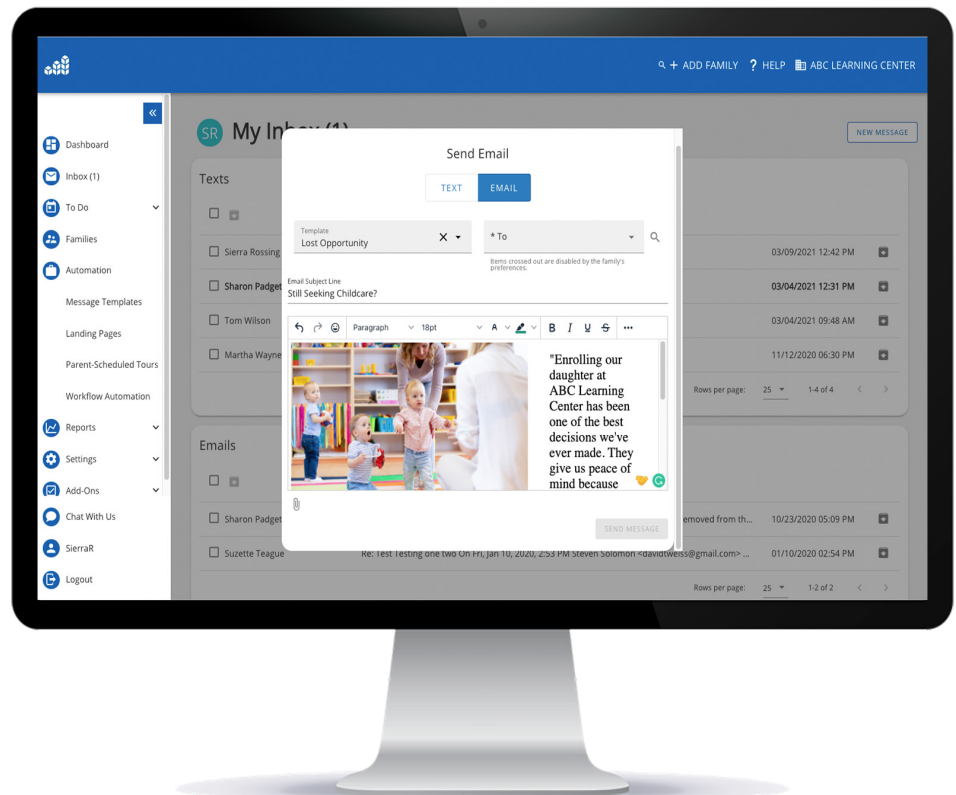 ADD FAMILY
HELP
ABC LEARNING CENTER
Dashboard
Inbox (1)
To Do
Families
Automation
Message Templates
Landing Pages
Parent-Scheduled Tours
Workflow Automation
Reports
Settings
Add-Ons
Chat With Us
SierraR
Logout
SR
My Inbox (1)
NEW MESSAGE
Texts
Sierra Rossing
03/09/2021 12:42 PM
Sharon Padget
03/04/2021 12:31 PM
Tom Wilson
03/04/2021 09:48 AM
Martha Wayne
11/12/2020 06:30 PM
Rows per page: 25 1-4 of 4
Send Email
TEXT EMAIL
Template
Lost Opportunity
* To
Items crossed out are disabled by the family's
preferences.
Email Subject Line
Still Seeking Childcare?
Paragraph 18pt A B I U S
"Enrolling our
daughter at
ABC Learning
Center has been
one of the best
decisions we've
ever made. They
give us peace of
mind because
SEND MESSAGE
Emails
Sharon Padget
emoved from th... 10/23/2020 05:09 PM
Suzette Teague Re: Test Testing one two On Fri, Jan 10, 2020, 2:53 PM Steven Solomon <davidtweiss@gmail.com> ... 01/10/2020 02:54 PM
Rows per page: 25 1-2 of 2